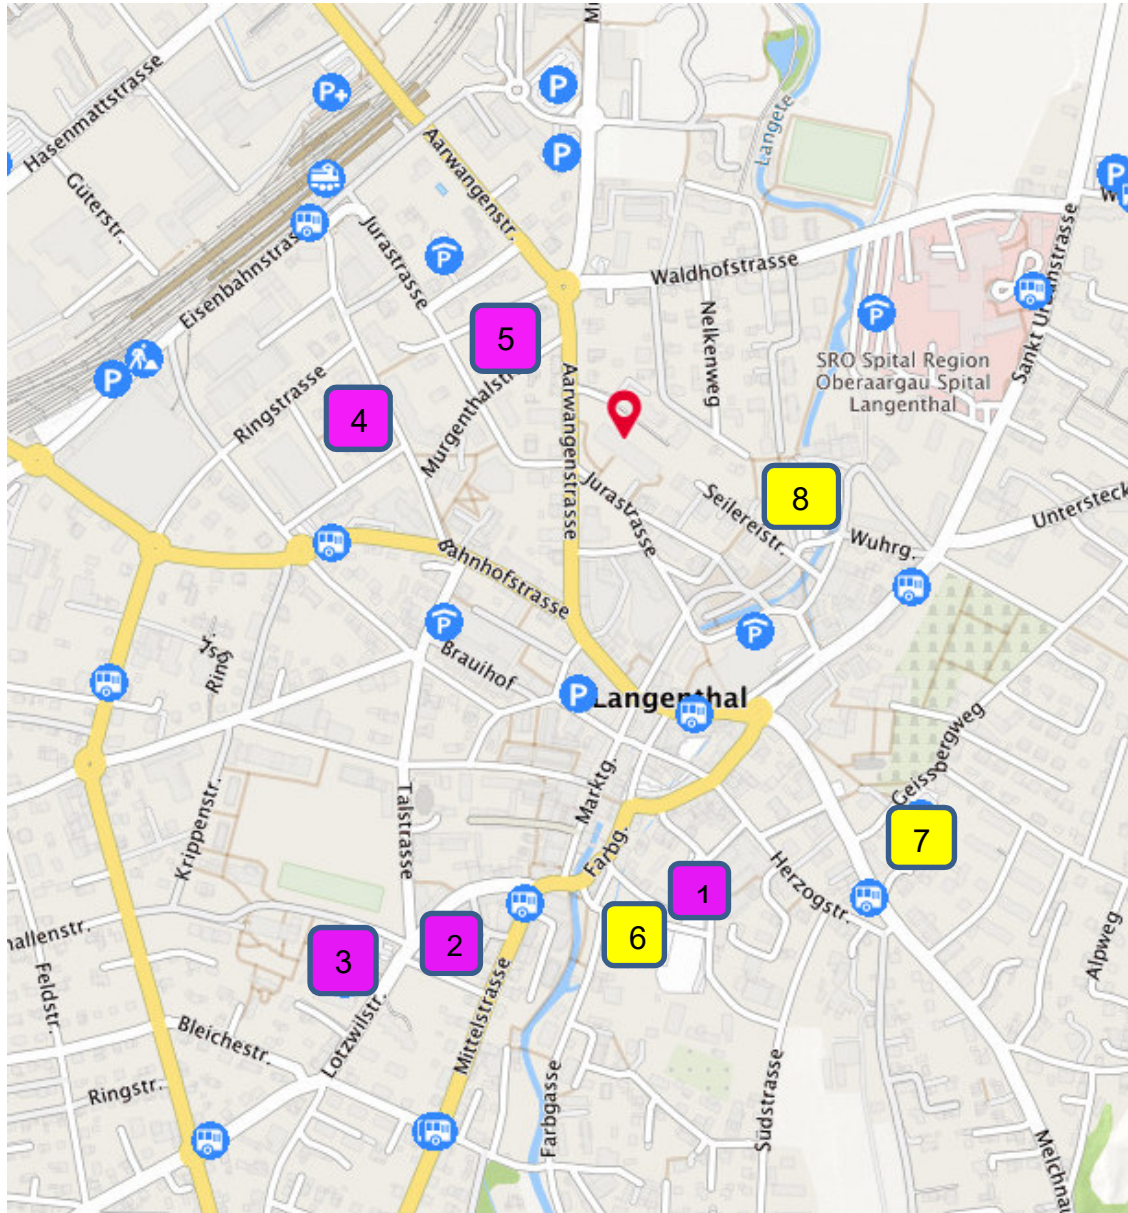 Hasenmattstrasse
P+
P
Güterstr.
Aarwangenstr.
P
Langete
P
Eisenbahnstras
Jurastrasse
P
Waldhofstrasse
Nelkenweg
P
Sankt Urbanstrasse
SRO Spital Region
Oberaargau Spital
Langenthal
5
P
Ringstrasse
4
Murgenthalstr
Aarwangenstrasse
Jurastrasse
Seilereistr.
8
Wuhrg.
Untersteck
Bahnhofstrasse
P
P
Brauihof
Ringstr.
P
Langenthal
Geissbergweg
Marktg.
Talstrasse
Krippenstr.
Farbg.
7
Herzogstr.
1
6
2
3
hallenstr.
Feldstr.
Alpweg
Lotzwilstr.
Mittelstrasse
Bleichestr.
Ringstr.
Farbgasse
Südstrasse
Melchnau